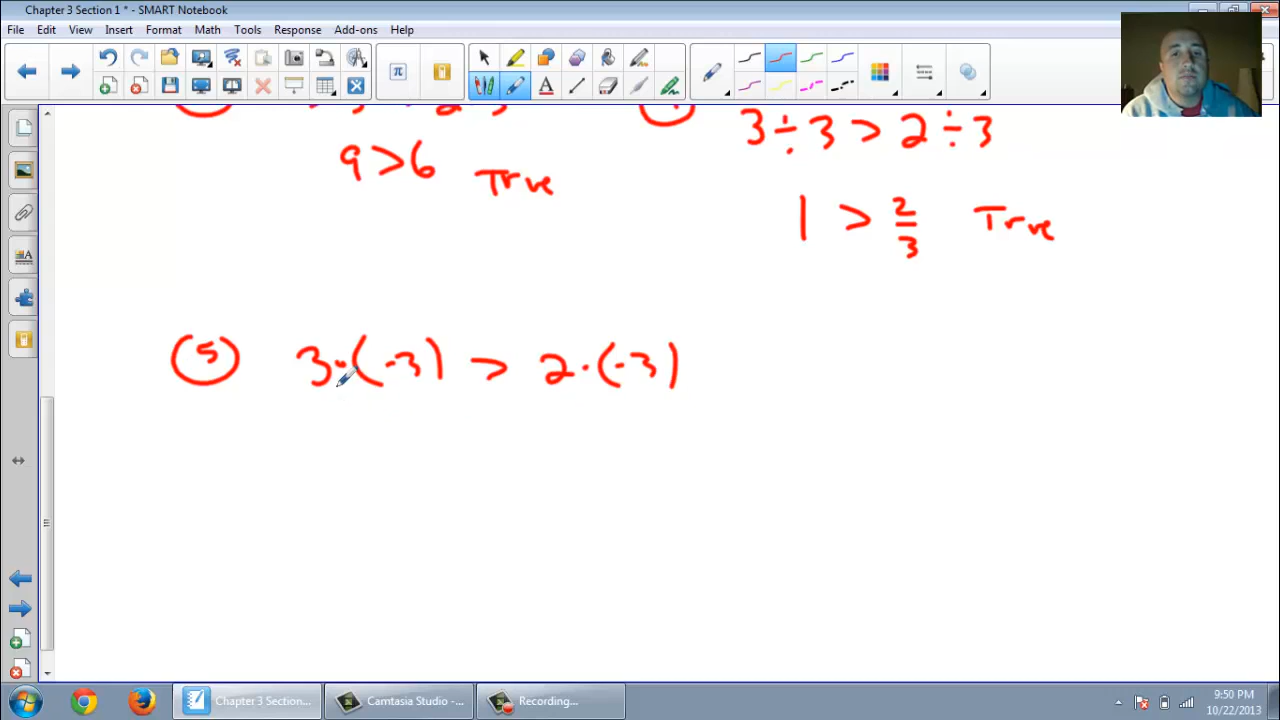 Chapter 3 Section 1 * - SMART Notebook
File Edit View Insert Format Math Tools Response Add-ons Help
3÷3 > 2÷3
9>6 True
1 > 2/3 True
5 3·(-3) > 2·(-3)
Chapter 3 Section...
Camtasia Studio -...
Recording...
9:50 PM
10/22/2013